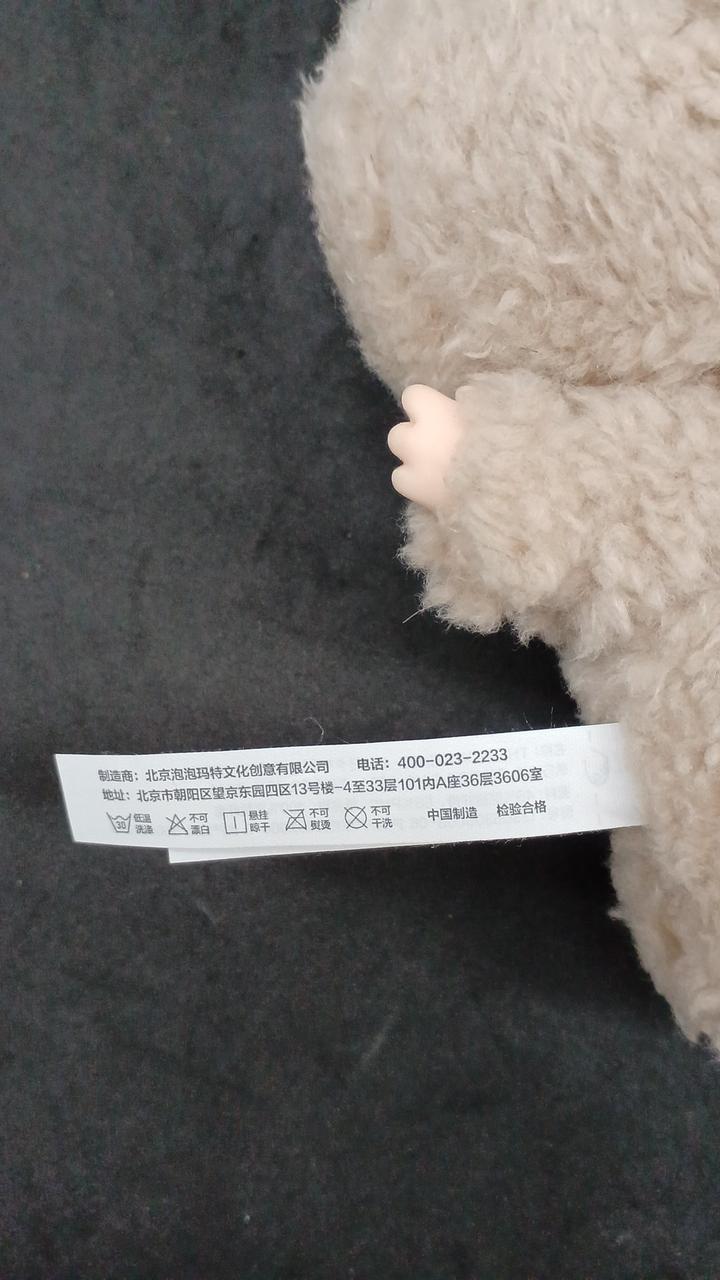 制造商：北京泡泡玛特文化创意有限公司 电话：400-023-2233
地址：北京市朝阳区望京东园四区13号楼-4至33层101内A座36层3606室
30 低温洗涤 不可漂白 悬挂晾干 不可熨烫 不可干洗 中国制造 检验合格